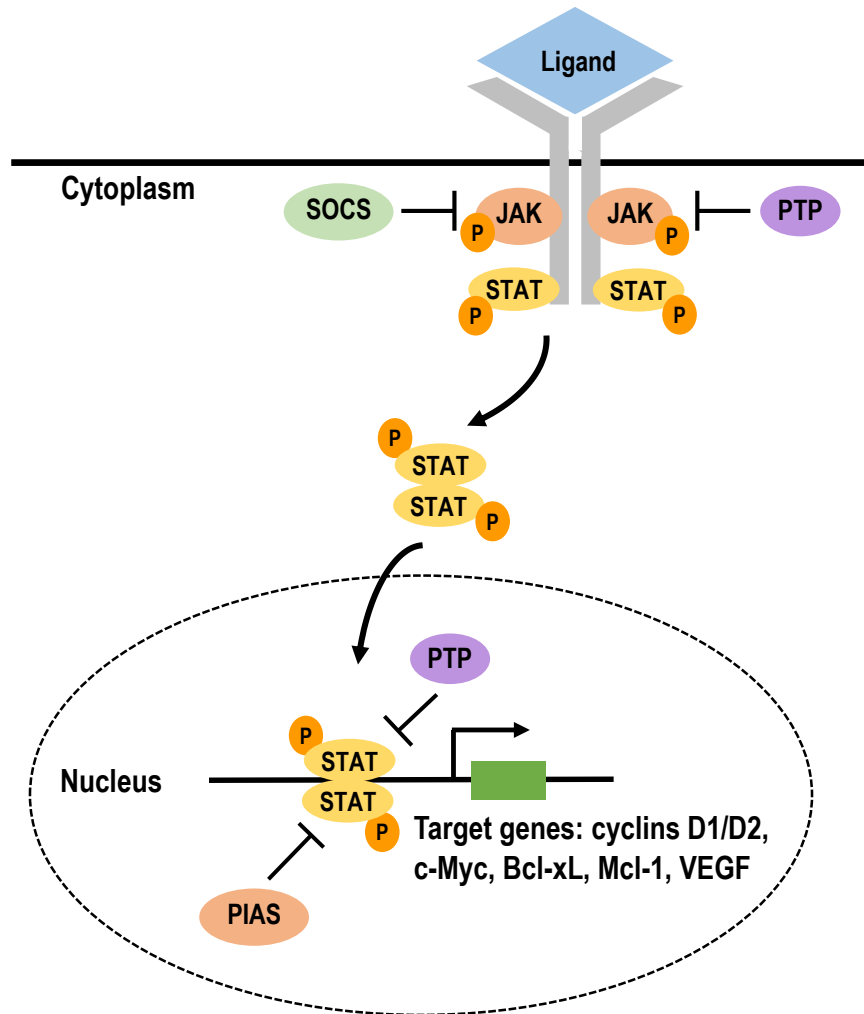 Ligand
Cytoplasm
SOCS
JAK
P
JAK
P
PTP
STAT
P
STAT
P
P
STAT
STAT
P
PTP
P
STAT
Nucleus
STAT
P
Target genes: cyclins D1/D2,
c-Myc, Bcl-xL, Mcl-1, VEGF
PIAS